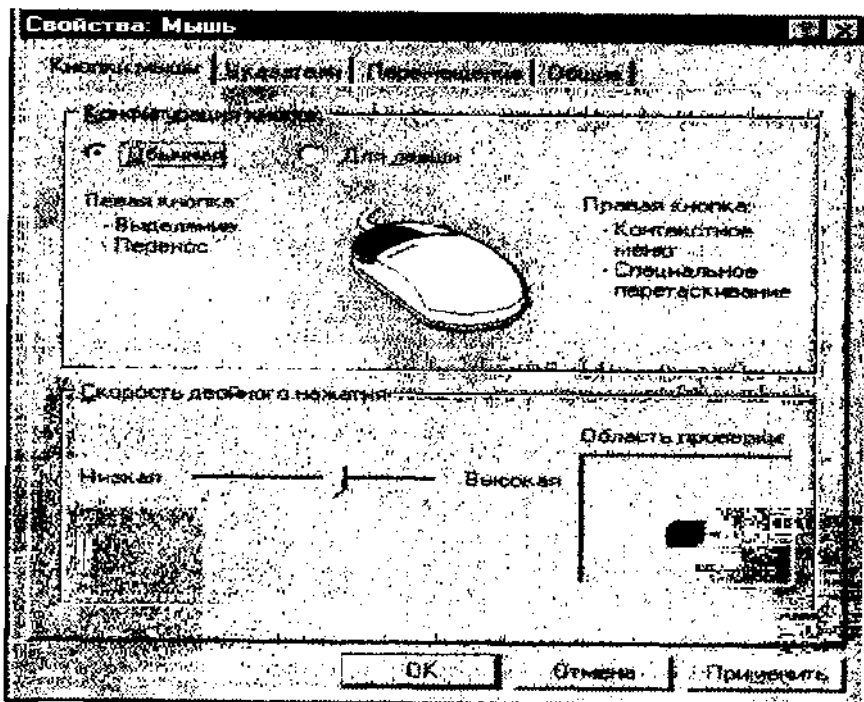 Свойства: Мышь
Кнопки мыши Указатели Перемещение Общие
Конфигурация кнопок
Обычная Для левши
Левая кнопка:
- Выделение
- Перенос
Правая кнопка:
- Контекстное
меню
- Специальное
перетаскивание
Скорость двойного нажатия
Область проверки
Низкая Высокая
OK Отмена Применить